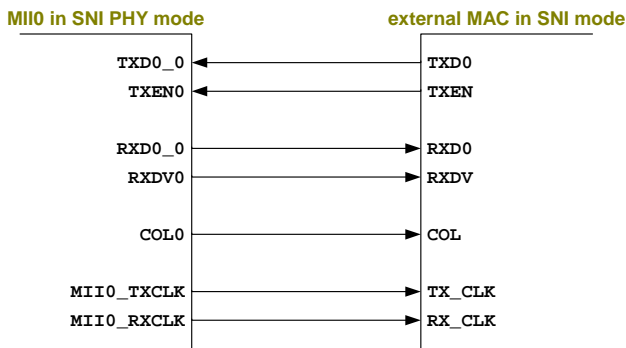 MII0 in SNI PHY mode external MAC in SNI mode
TXD0_0 TXD0
TXEN0 TXEN
RXD0_0 RXD0
RXDV0 RXDV
COL0 COL
MII0_TXCLK TX_CLK
MII0_RXCLK RX_CLK